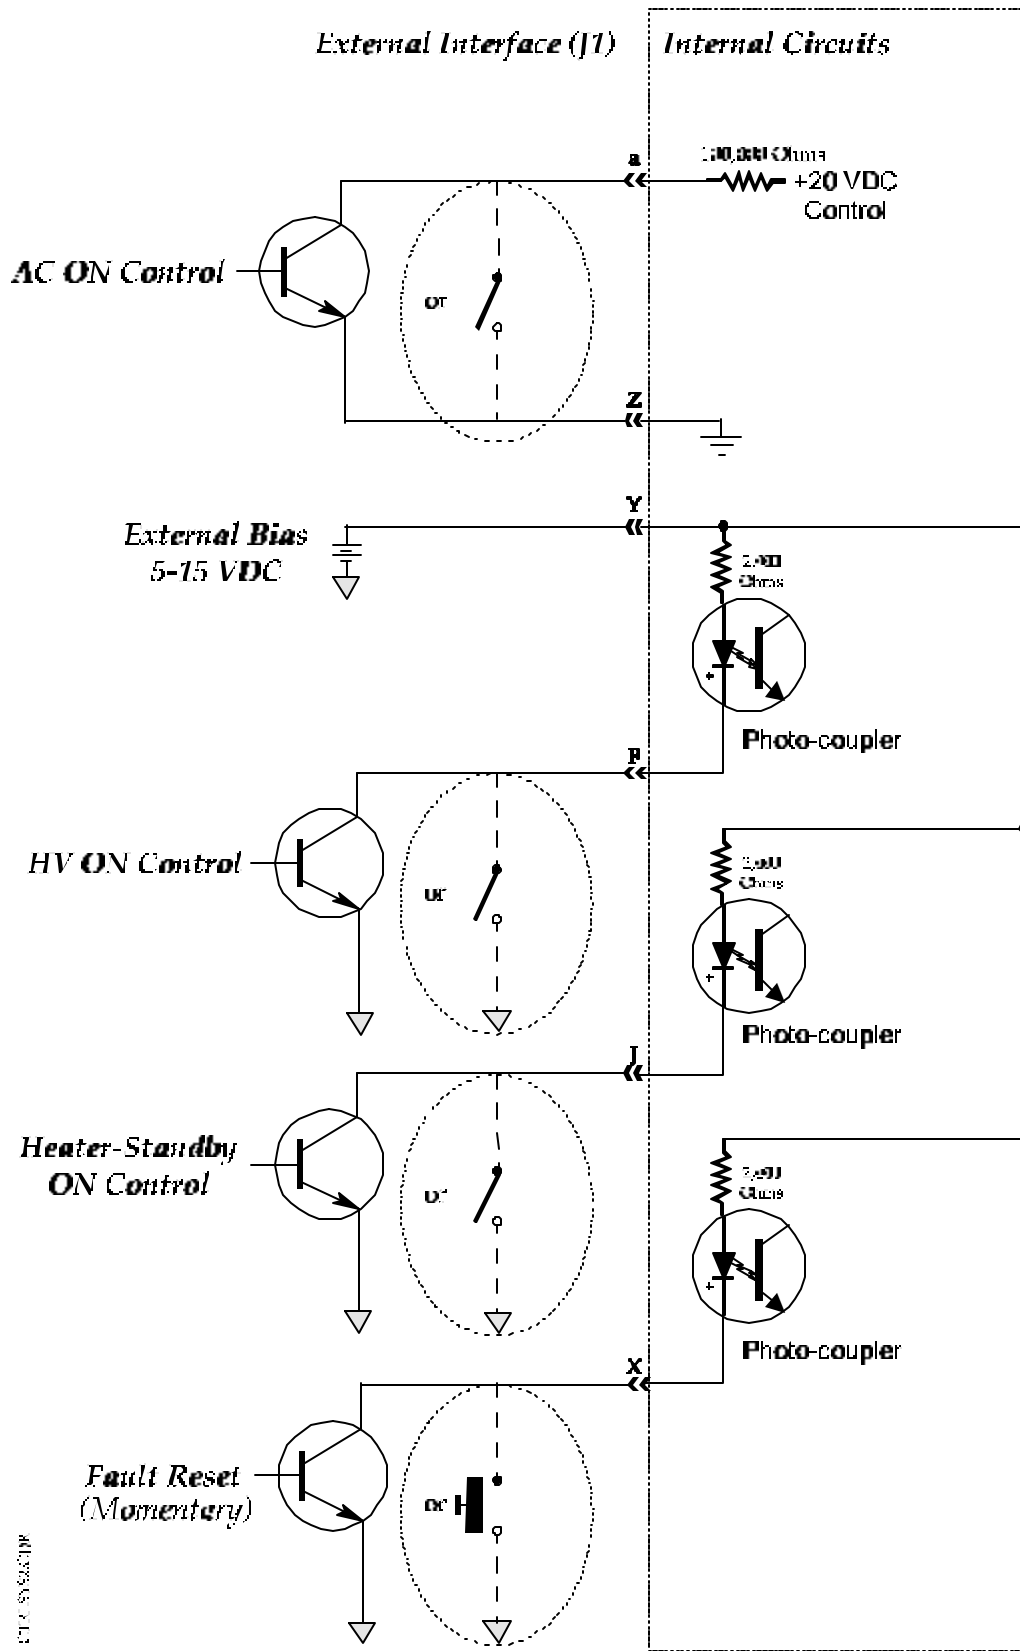 External Interface (J1)
Internal Circuits
a
Ohms
+20 VDC
Control
AC ON Control
or
Z
Y
External Bias
5-15 VDC
Ohms
+
Photo-coupler
HV ON Control
or
Ohms
+
Photo-coupler
J
Heater-Standby
ON Control
or
Ohms
+
Photo-coupler
X
Fault Reset
(Momentary)
or